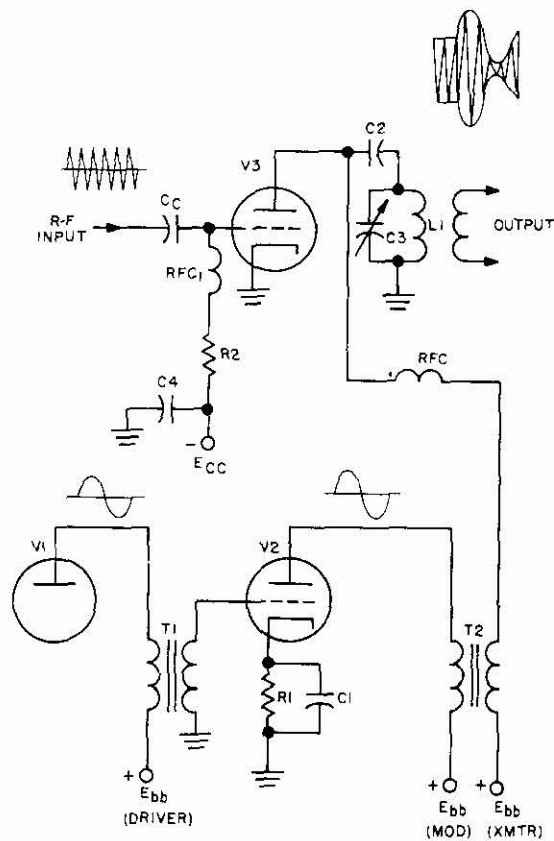 C2
V3
CC
R-F
INPUT
C3
L1
OUTPUT
RFC1
R2
RFC
C4
-
ECC
V1
V2
T1
T2
R1
C1
+
Ebb
(DRIVER)
+
Ebb
(MOD)
+
Ebb
(XMTR)